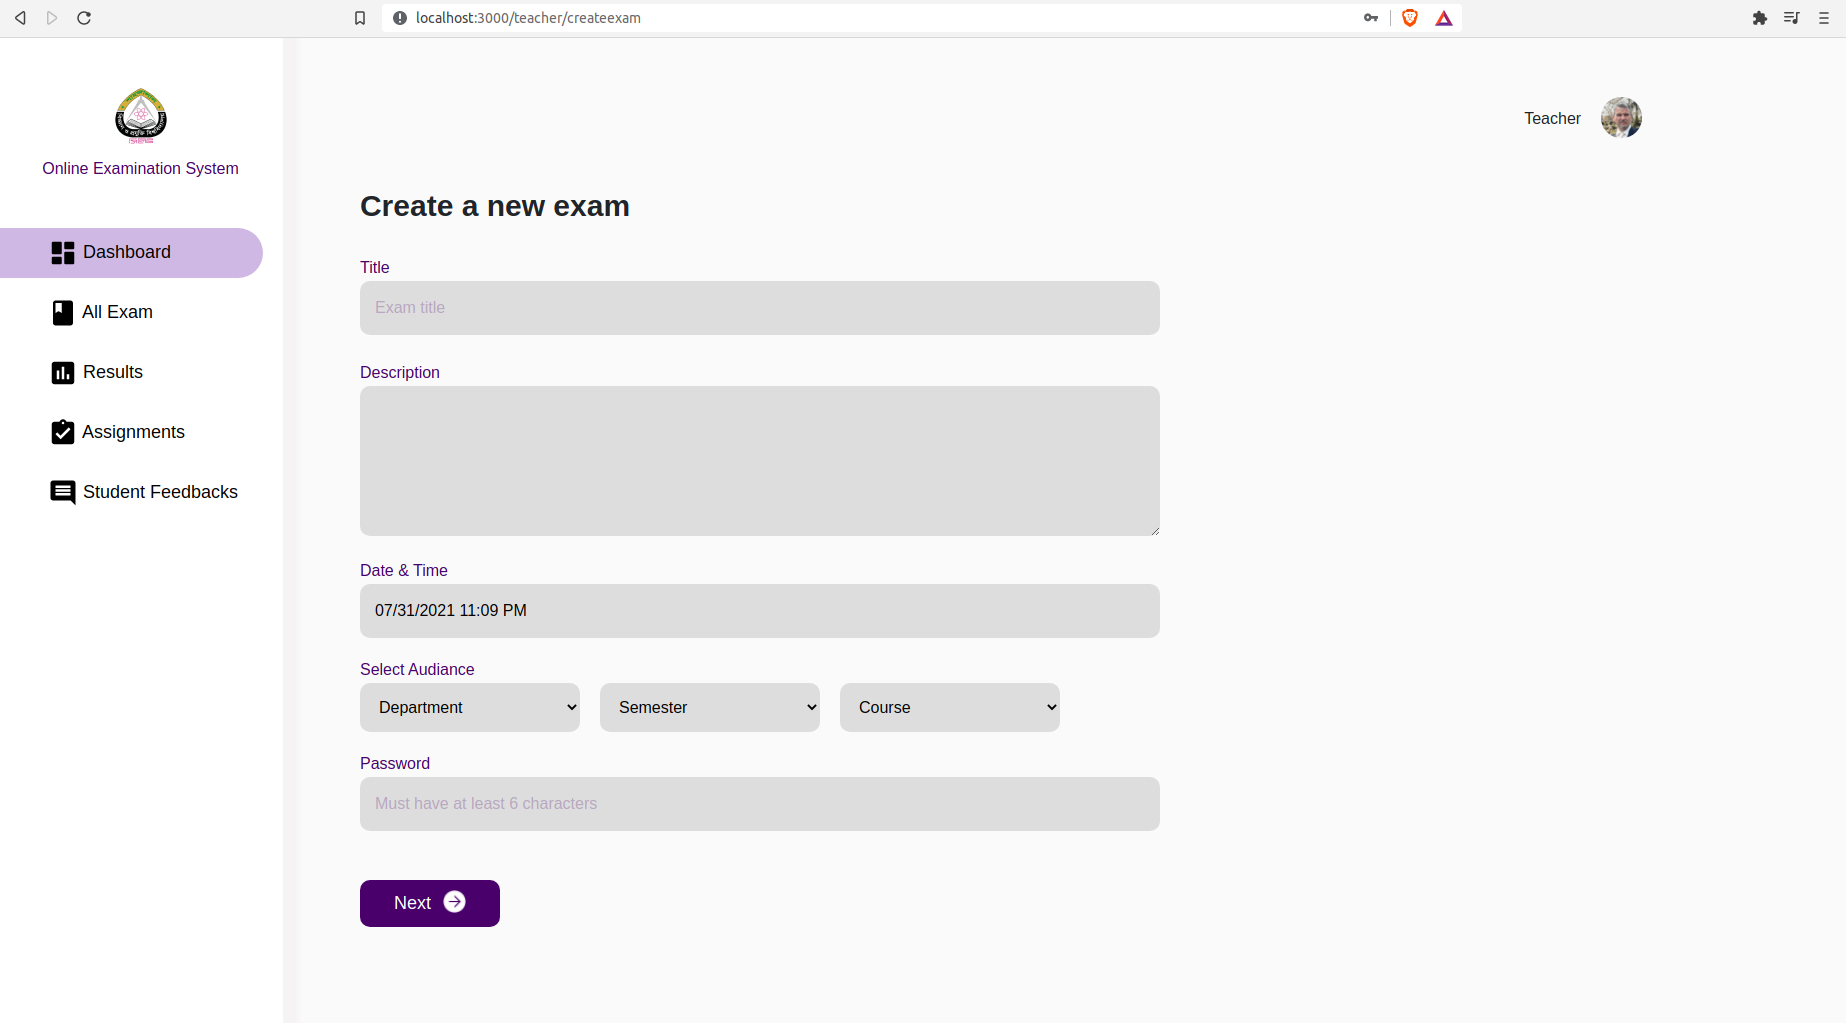 localhost:3000/teacher/createexam
Teacher
Online Examination System
Create a new exam
Dashboard
All Exam
Results
Assignments
Student Feedbacks
Title
Exam title
Description
Date & Time
07/31/2021 11:09 PM
Select Audiance
Department
Semester
Course
Password
Must have at least 6 characters
Next